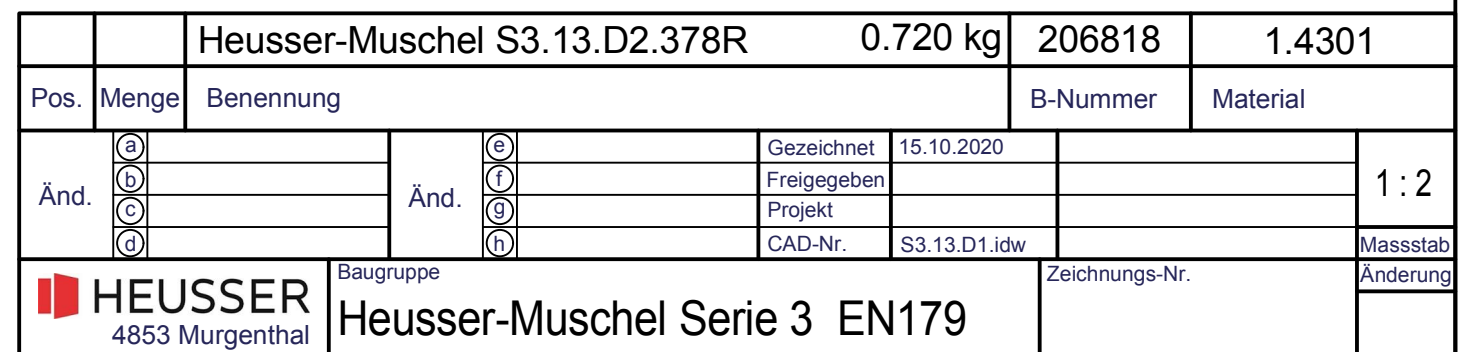 Heusser-Muschel S3.13.D2.378R 0.720 kg 206818 1.4301
Pos. Menge Benennung B-Nummer Material
Änd. a Änd. e Gezeichnet 15.10.2020 1 : 2
b f Freigegeben
c g Projekt
d h CAD-Nr. S3.13.D1.idw Massstab
HEUSSER
4853 Murgenthal
Baugruppe
Heusser-Muschel Serie 3 EN179
Zeichnungs-Nr.
Änderung